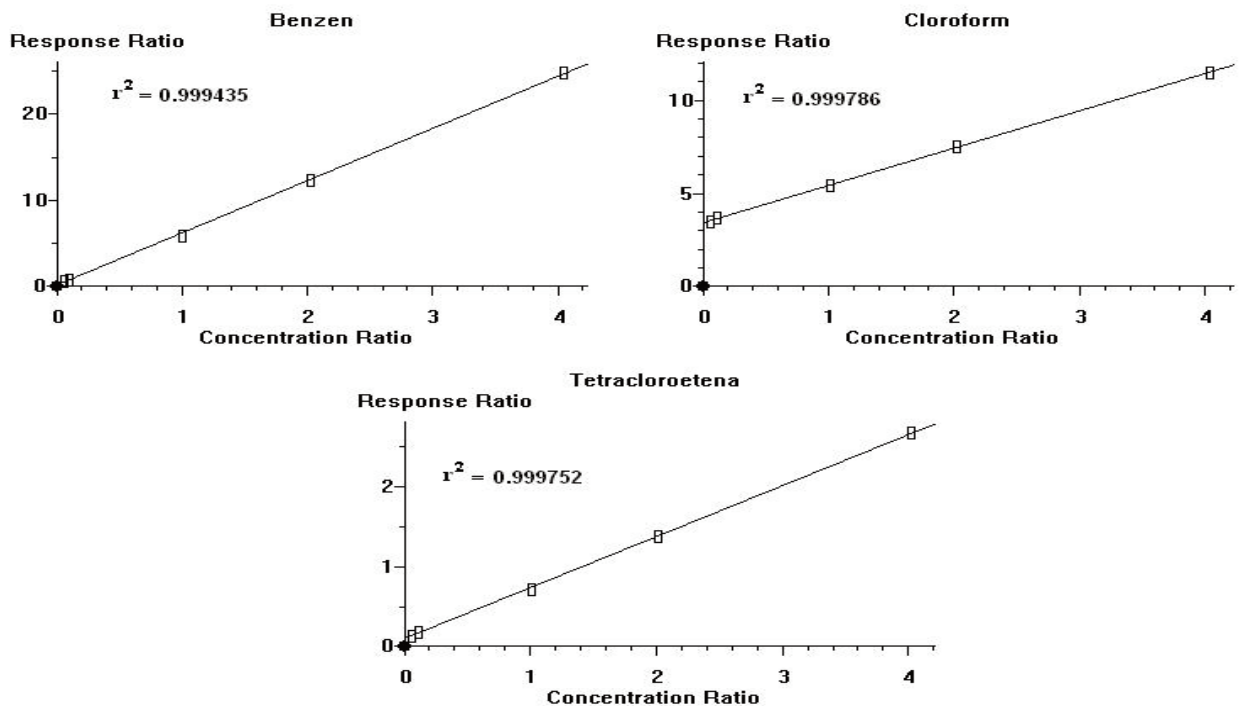 Benzen
Response Ratio
r² = 0.999435
20
10
0
0 1 2 3 4
Concentration Ratio
Cloroform
Response Ratio
r² = 0.999786
10
5
0
0 1 2 3 4
Concentration Ratio
Tetracloroetena
Response Ratio
r² = 0.999752
2
1
0
0 1 2 3 4
Concentration Ratio